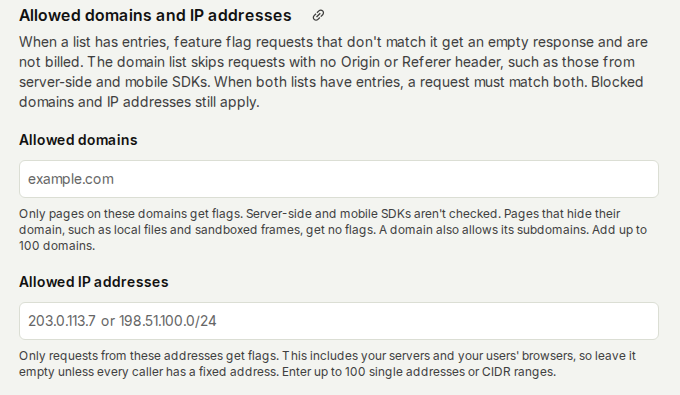 Allowed domains and IP addresses
When a list has entries, feature flag requests that don't match it get an empty response and are
not billed. The domain list skips requests with no Origin or Referer header, such as those from
server-side and mobile SDKs. When both lists have entries, a request must match both. Blocked
domains and IP addresses still apply.
Allowed domains
example.com
Only pages on these domains get flags. Server-side and mobile SDKs aren't checked. Pages that hide their
domain, such as local files and sandboxed frames, get no flags. A domain also allows its subdomains. Add up to
100 domains.
Allowed IP addresses
203.0.113.7 or 198.51.100.0/24
Only requests from these addresses get flags. This includes your servers and your users' browsers, so leave it
empty unless every caller has a fixed address. Enter up to 100 single addresses or CIDR ranges.